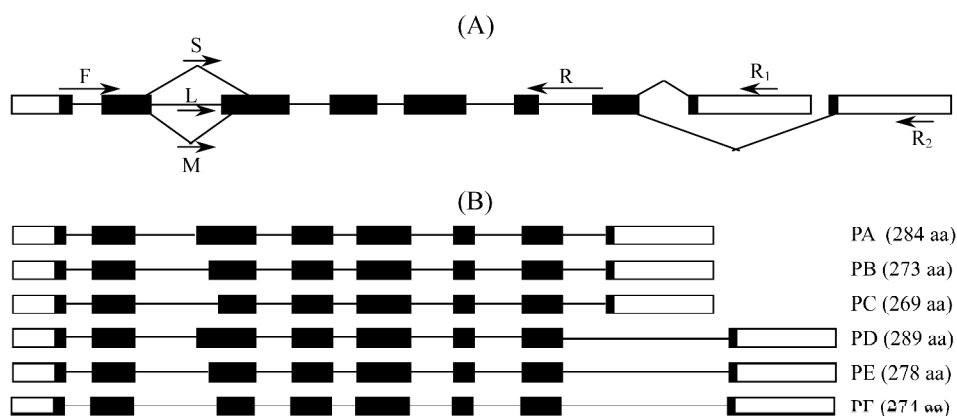 (A)
S
F
L
R
R1
M
R2
(B)
PA (284 aa)
PB (273 aa)
PC (269 aa)
PD (289 aa)
PE (278 aa)